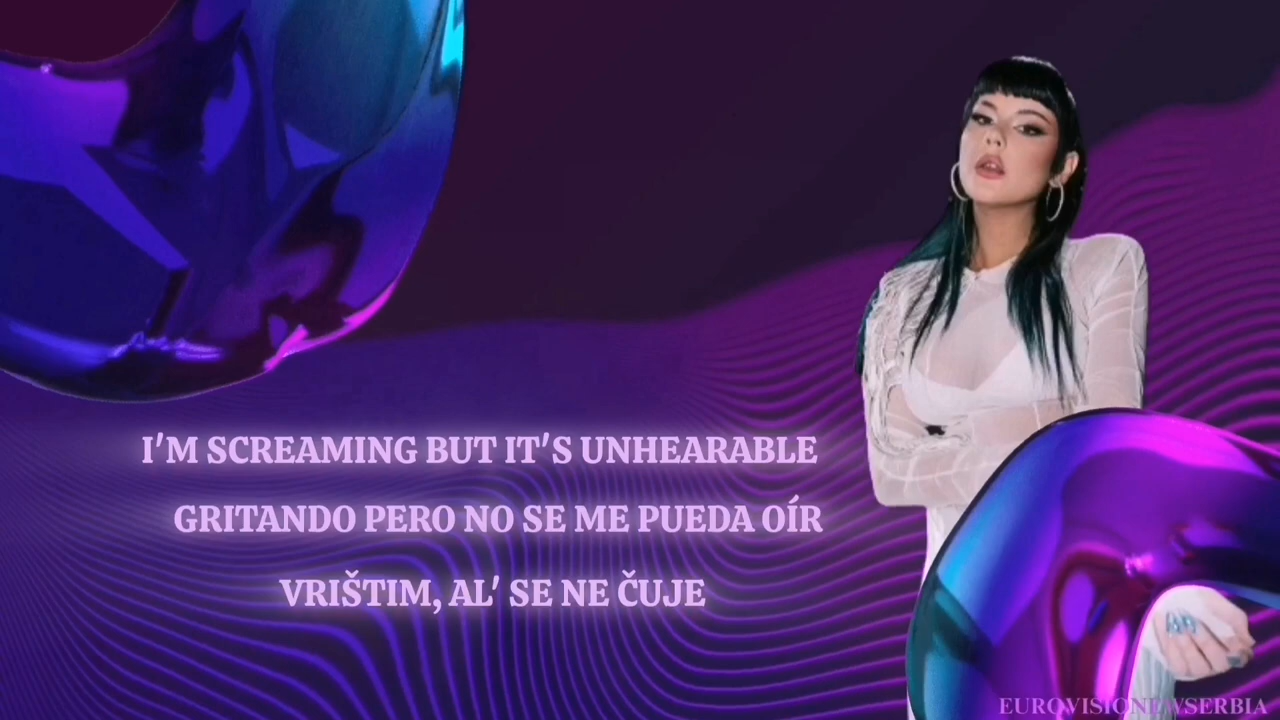 I'M SCREAMING BUT IT'S UNHEARABLE
GRITANDO PERO NO SE ME PUEDA OÍR
VRIŠTIM, AL' SE NE ČUJE
EUROVISIONEWSERBIA